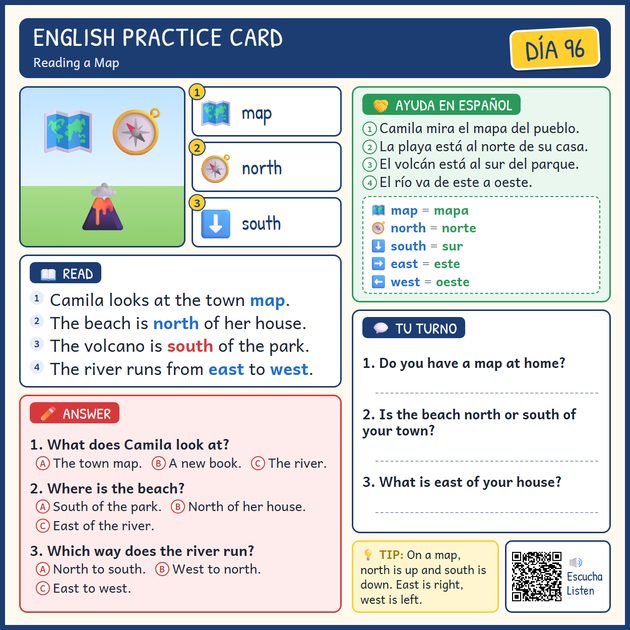 ENGLISH PRACTICE CARD
Reading a Map
DÍA 96
1
map
2
north
3
south
READ
1 Camila looks at the town map.
2 The beach is north of her house.
3 The volcano is south of the park.
4 The river runs from east to west.
ANSWER
1. What does Camila look at?
A The town map. B A new book. C The river.
2. Where is the beach?
A South of the park. B North of her house.
C East of the river.
3. Which way does the river run?
A North to south. B West to north.
C East to west.
AYUDA EN ESPAÑOL
1 Camila mira el mapa del pueblo.
2 La playa está al norte de su casa.
3 El volcán está al sur del parque.
4 El río va de este a oeste.
map = mapa
north = norte
south = sur
east = este
west = oeste
TU TURNO
1. Do you have a map at home?
2. Is the beach north or south of
your town?
3. What is east of your house?
TIP: On a map,
north is up and south is
down. East is right,
west is left.
Escucha
Listen